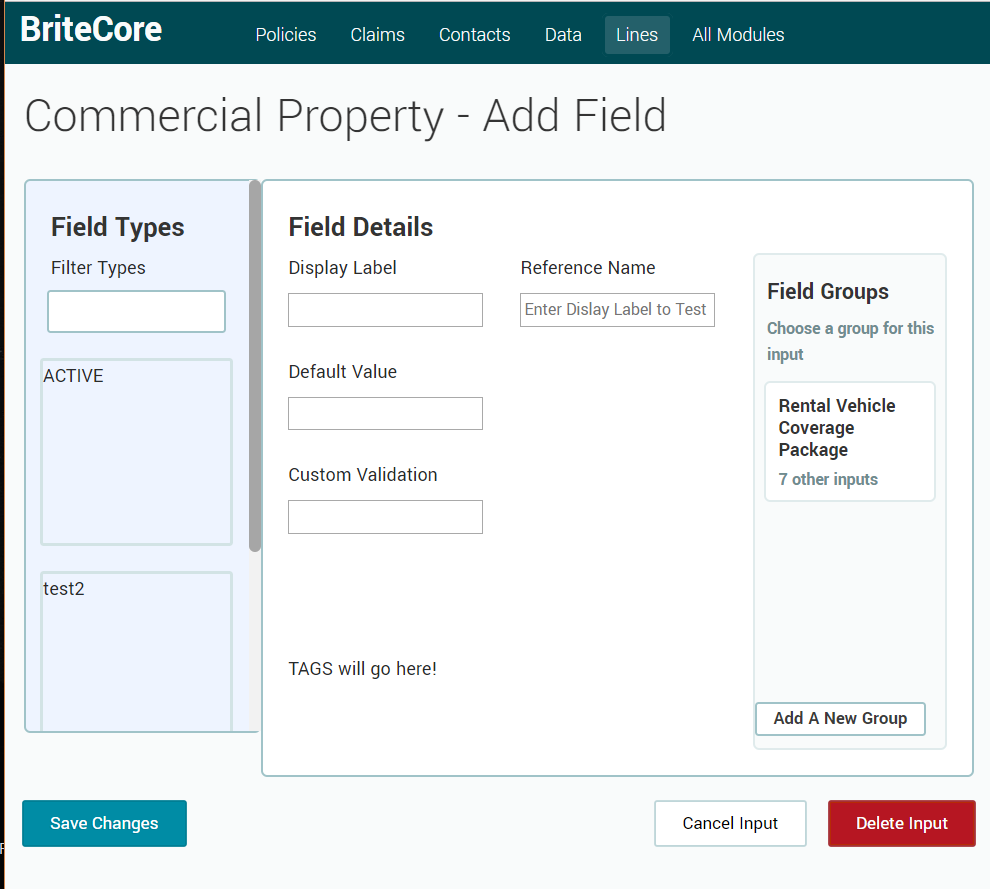 BriteCore
Policies Claims Contacts Data Lines All Modules
Commercial Property - Add Field
Field Types
Filter Types
ACTIVE
test2
Field Details
Display Label
Reference Name
Enter Dislay Label to Test
Default Value
Custom Validation
TAGS will go here!
Field Groups
Choose a group for this
input
Rental Vehicle
Coverage
Package
7 other inputs
Add A New Group
Save Changes
Cancel Input
Delete Input